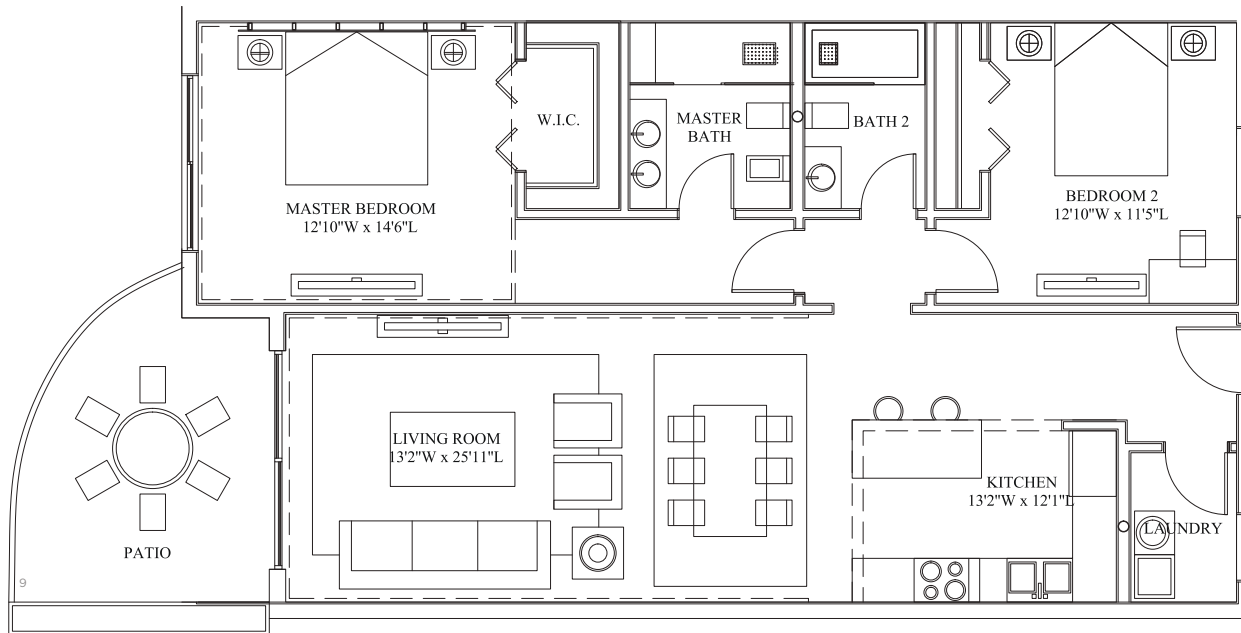 W.I.C.
MASTER
BATH
BATH 2
MASTER BEDROOM
12'10"W x 14'6"L
BEDROOM 2
12'10"W x 11'5"L
LIVING ROOM
13'2"W x 25'11"L
KITCHEN
13'2"W x 12'1"L
LAUNDRY
PATIO
9